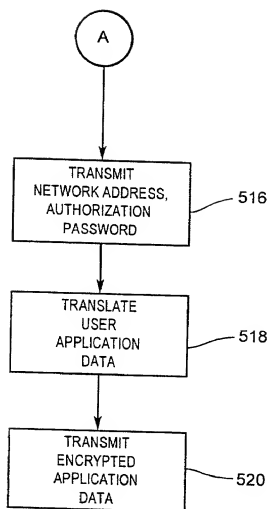 A
TRANSMIT
NETWORK ADDRESS,
AUTHORIZATION
PASSWORD
516
TRANSLATE
USER
APPLICATION
DATA
518
TRANSMIT
ENCRYPTED
APPLICATION
DATA
520